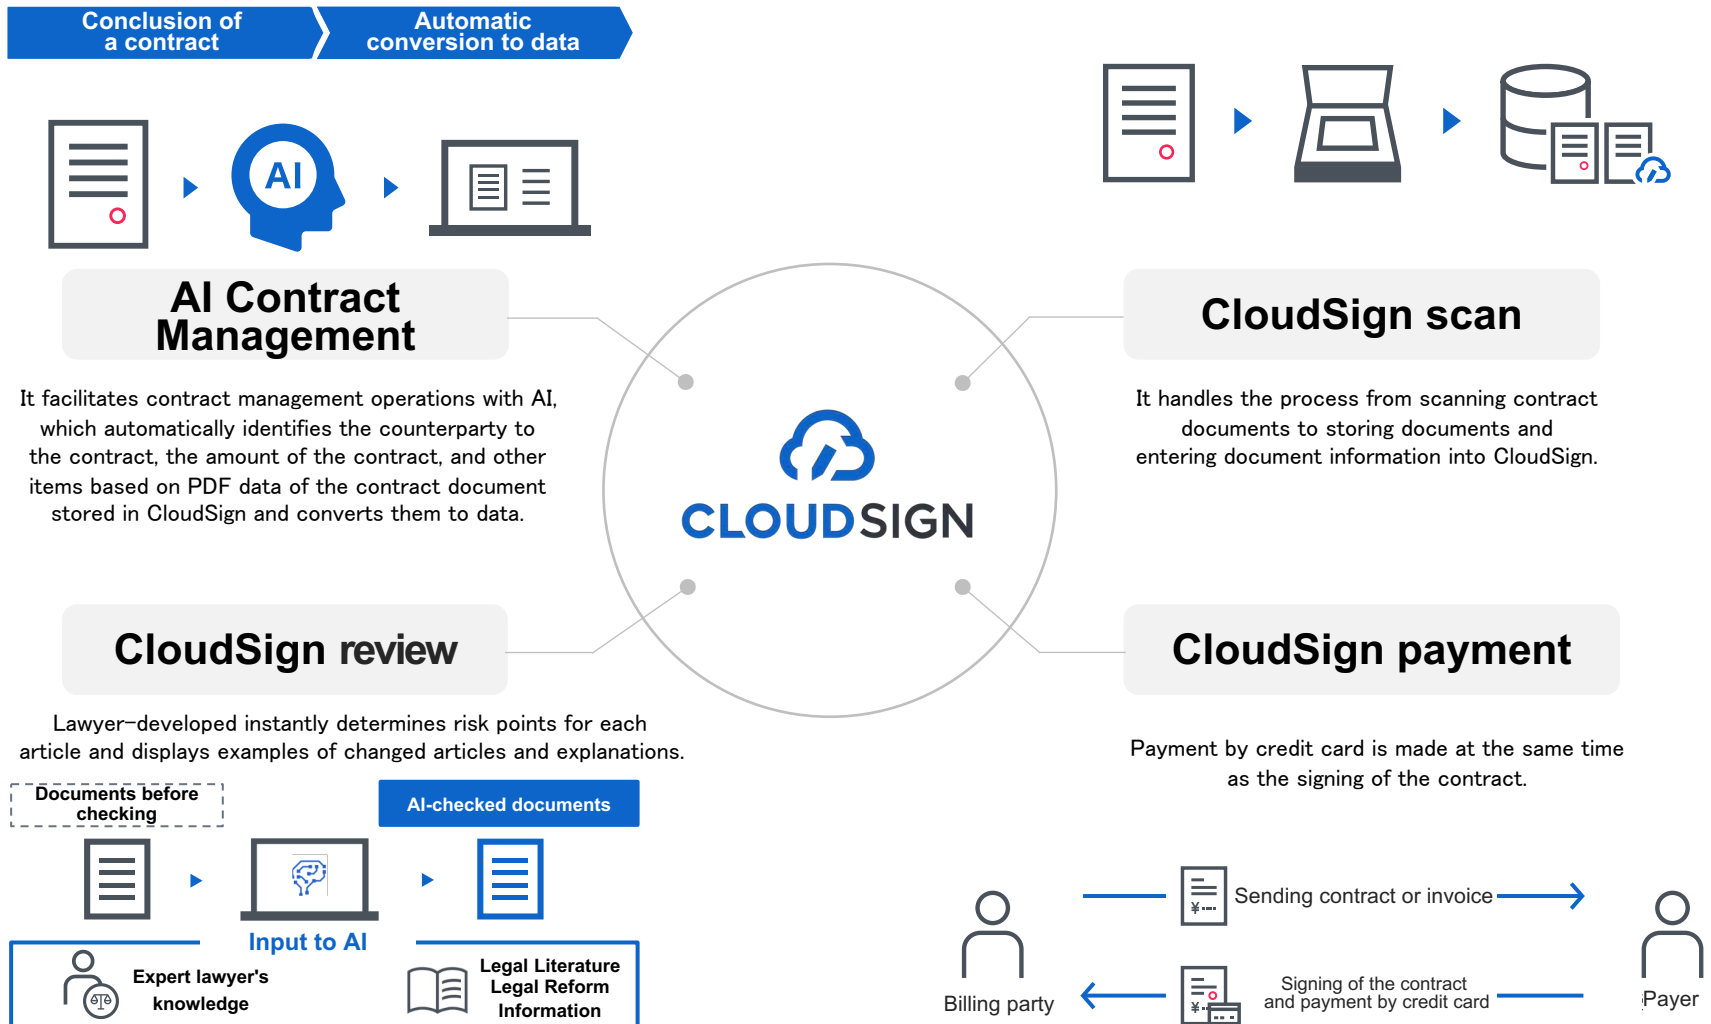 Conclusion of
a contract
Automatic
conversion to data
AI
AI Contract
Management
It facilitates contract management operations with AI,
which automatically identifies the counterparty to
the contract, the amount of the contract, and other
items based on PDF data of the contract document
stored in CloudSign and converts them to data.
CloudSign scan
It handles the process from scanning contract
documents to storing documents and
entering document information into CloudSign.
CLOUDSIGN
CloudSign review
Lawyer-developed instantly determines risk points for each
article and displays examples of changed articles and explanations.
Documents before
checking
AI-checked documents
Input to AI
Expert lawyer's
knowledge
Legal Literature
Legal Reform
Information
CloudSign payment
Payment by credit card is made at the same time
as the signing of the contract.
¥
Sending contract or invoice
Billing party
¥
Signing of the contract
and payment by credit card
Payer